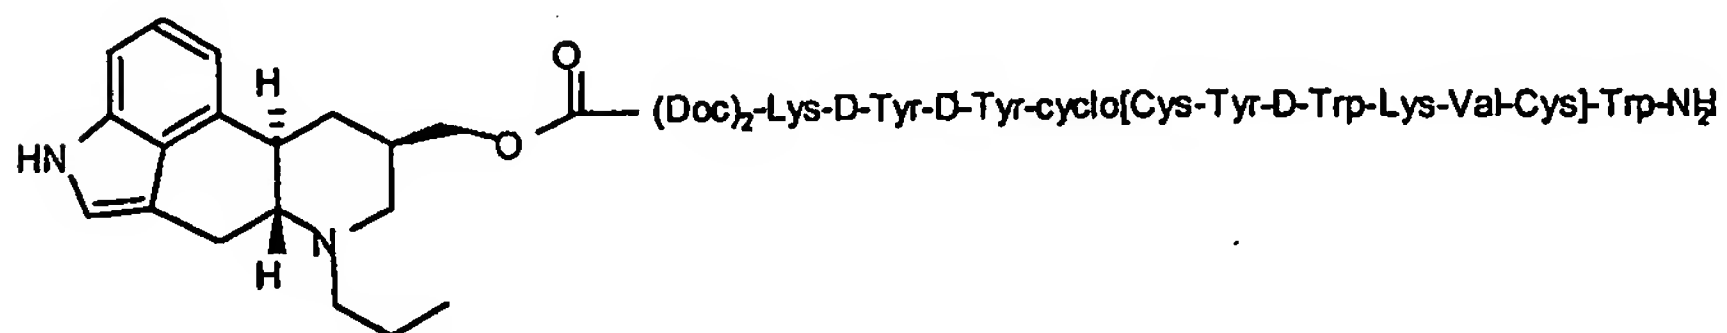 O
H
(Doc)2-Lys-D-Tyr-D-Tyr-cyclo[Cys-Tyr-D-Trp-Lys-Val-Cys]-Trp-NH2
O
HN
N
H